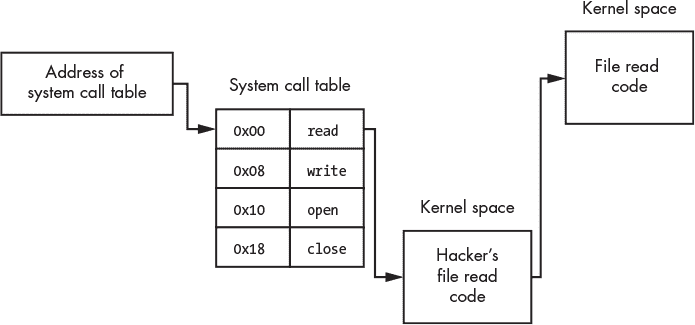 Kernel space
File read
code
Address of
system call table
System call table
0x00 read
0x08 write
0x10 open
0x18 close
Kernel space
Hacker's
file read
code